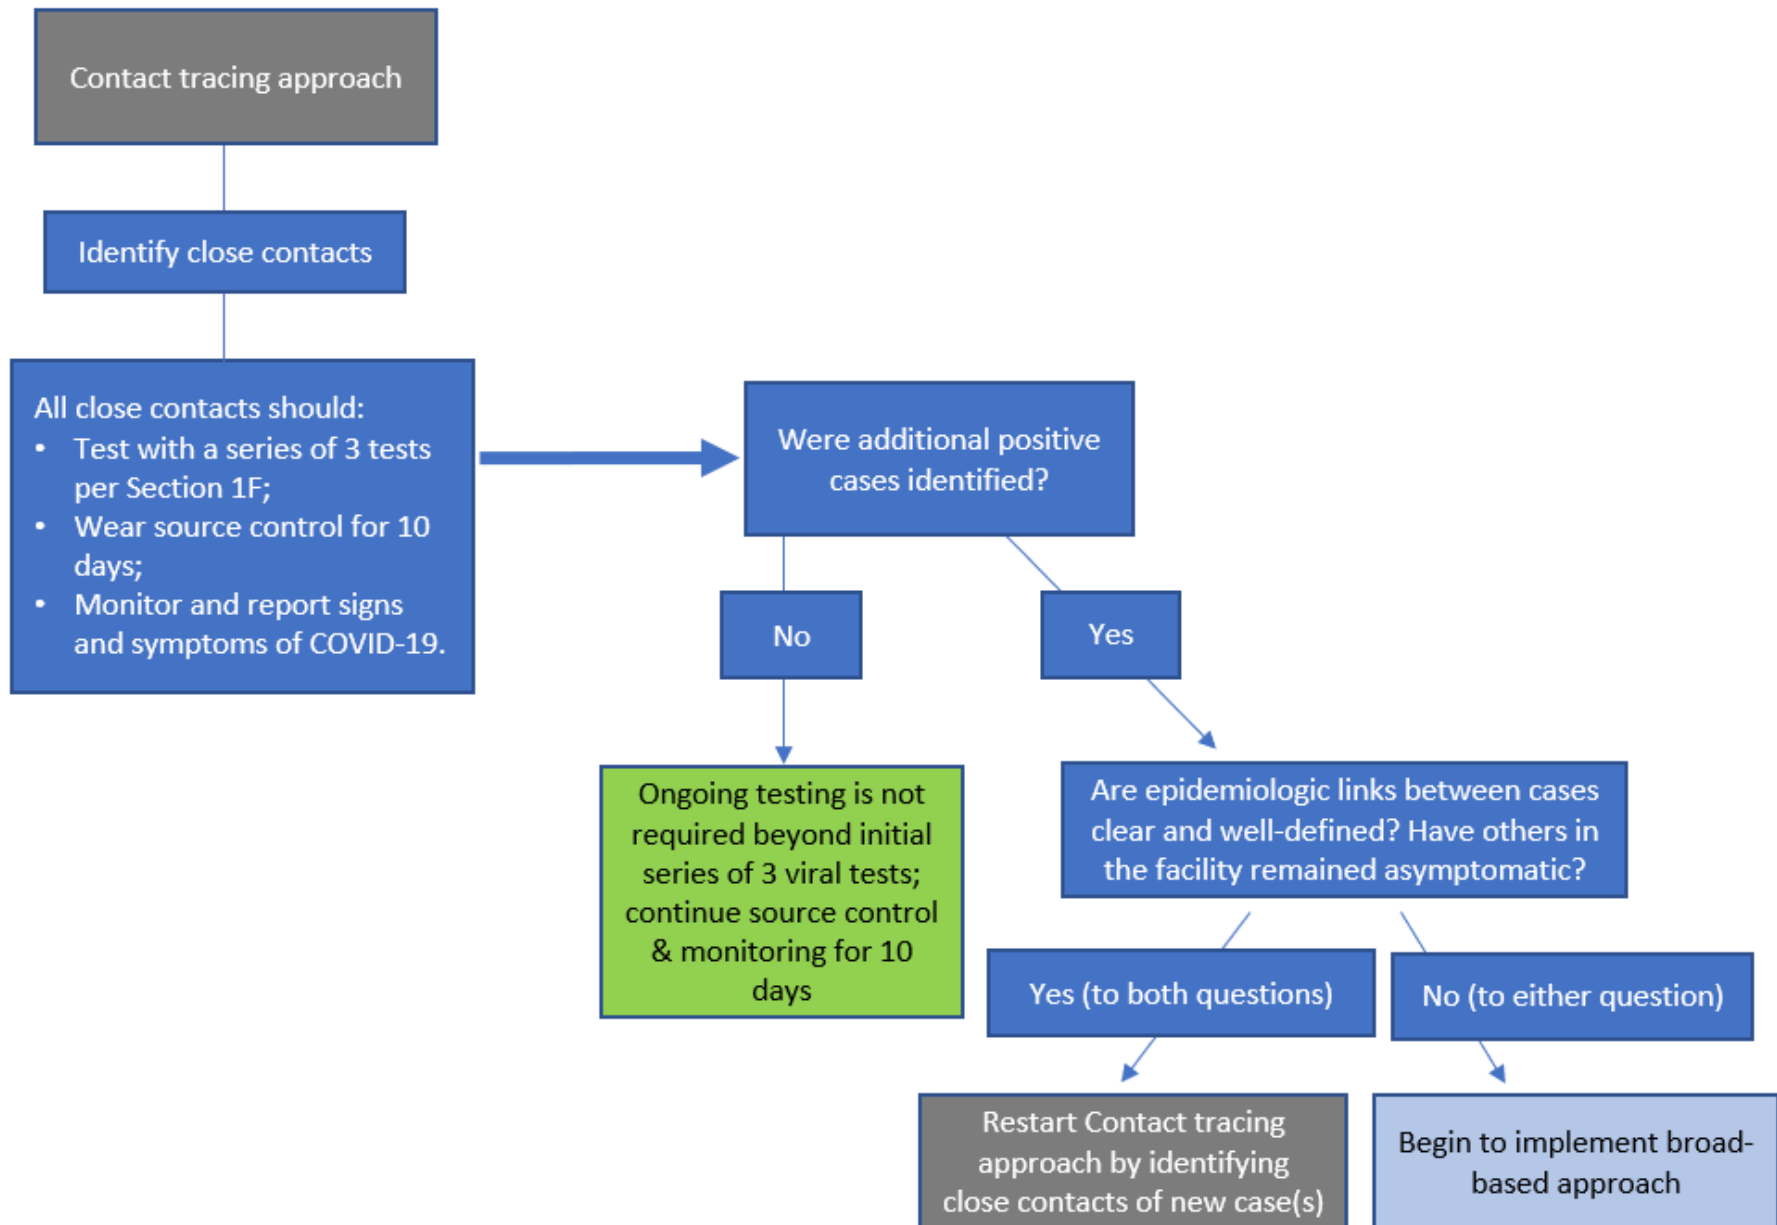 Contact tracing approach
Identify close contacts
All close contacts should:
• Test with a series of 3 tests
per Section 1F;
• Wear source control for 10
days;
• Monitor and report signs
and symptoms of COVID-19.
Were additional positive
cases identified?
No
Yes
Ongoing testing is not
required beyond initial
series of 3 viral tests;
continue source control
& monitoring for 10
days
Are epidemiologic links between cases
clear and well-defined? Have others in
the facility remained asymptomatic?
Yes (to both questions)
No (to either question)
Restart Contact tracing
approach by identifying
close contacts of new case(s)
Begin to implement broad-
based approach